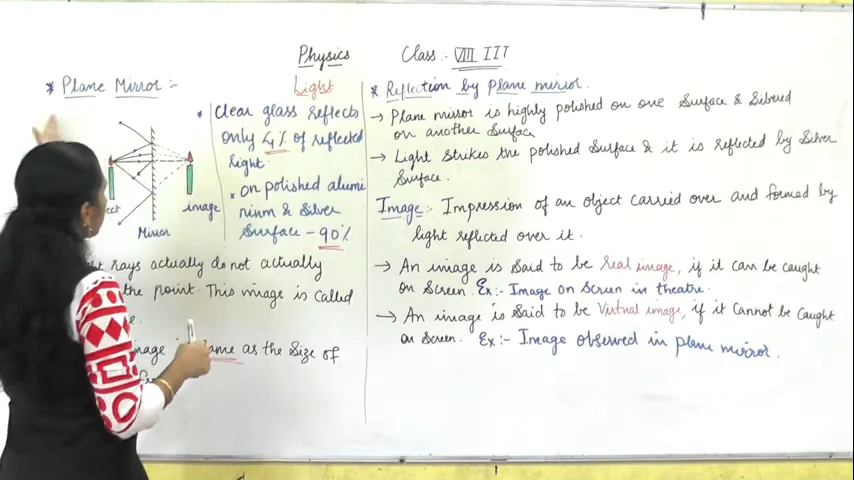 Physics Class :- VIII III
Light
* Plane Mirror :-
image
Mirror
* Clear glass reflects
only 4% of reflected
light.
* on polished alumi
nium & Silver
Surface - 90%
rays actually do not actually
the point. This image is called
as the Size of
* Reflection by plane mirror.
→ Plane mirror is highly polished on one Surface & Silvered
on another Surface
→ Light Strikes the polished Surface & it is reflected by Silver
Surface.
Image :- Impression of an object carried over and formed by
light reflected over it.
→ An image is said to be real image, if it can be caught
on Screen. Ex :- Image on Screen in theatre.
→ An image is Said to be Virtual image, if it cannot be Caught
on Screen. Ex :- Image observed in plane mirror.